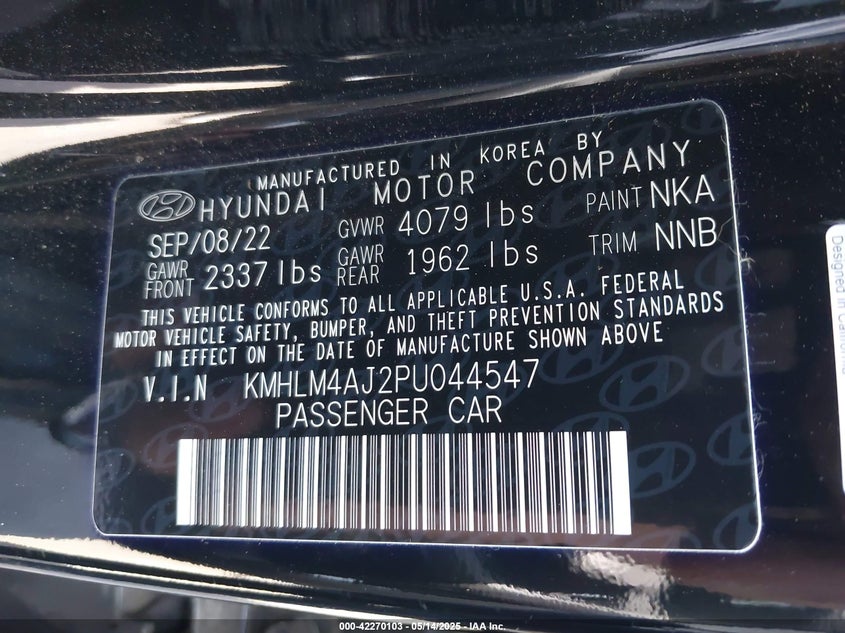 MANUFACTURED IN KOREA BY
HYUNDAI MOTOR COMPANY
SEP/08/22 GVWR 4079 lbs PAINT NKA
GAWR FRONT 2337 lbs GAWR REAR 1962 lbs TRIM NNB
THIS VEHICLE CONFORMS TO ALL APPLICABLE U.S.A. FEDERAL
MOTOR VEHICLE SAFETY, BUMPER, AND THEFT PREVENTION STANDARDS
IN EFFECT ON THE DATE OF MANUFACTURE SHOWN ABOVE
V.I.N KMHLM4AJ2PU044547
PASSENGER CAR
Designed in California
000-42270103 - 05/14/2025 - IAA Inc.